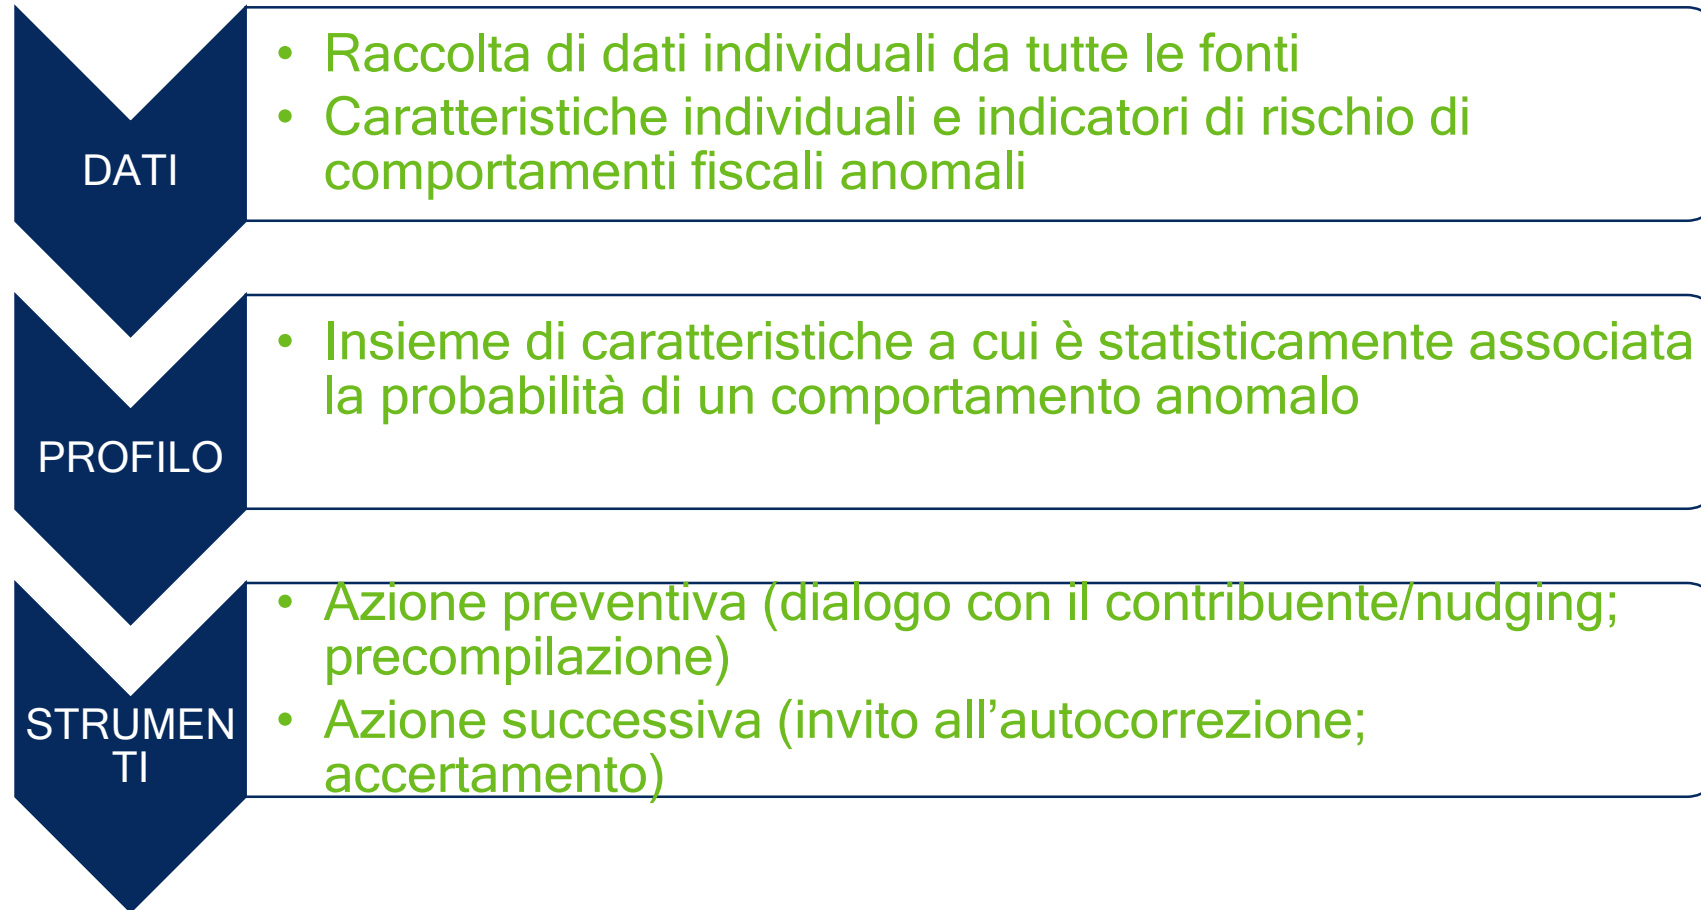 DATI
• Raccolta di dati individuali da tutte le fonti
• Caratteristiche individuali e indicatori di rischio di
comportamenti fiscali anomali
PROFILO
• Insieme di caratteristiche a cui è statisticamente associata
la probabilità di un comportamento anomalo
STRUMEN
TI
• Azione preventiva (dialogo con il contribuente/nudging;
precompilazione)
• Azione successiva (invito all’autocorrezione;
accertamento)